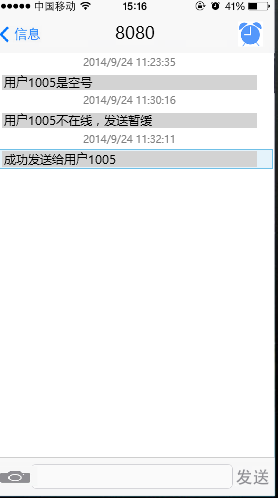 中国移动 15:16 41%
信息 8080
2014/9/24 11:23:35
用户1005是空号
2014/9/24 11:30:16
用户1005不在线，发送暂缓
2014/9/24 11:32:11
成功发送给用户1005
发送